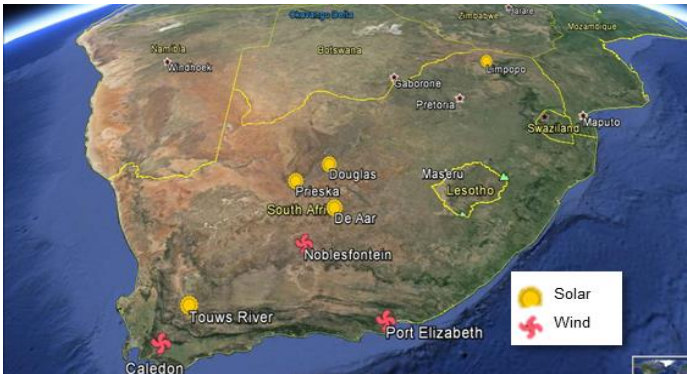 Okavango Delta
Zimbabwe
Harare
Mozambique
Namibia
Botswana
Windhoek
Limpopo
Gaborone
Pretoria
Swaziland
Maputo
Douglas
Maseru
Prieska
Lesotho
South Afri
De Aar
Noblesfontein
Solar
Touws River
Wind
Port Elizabeth
Caledon